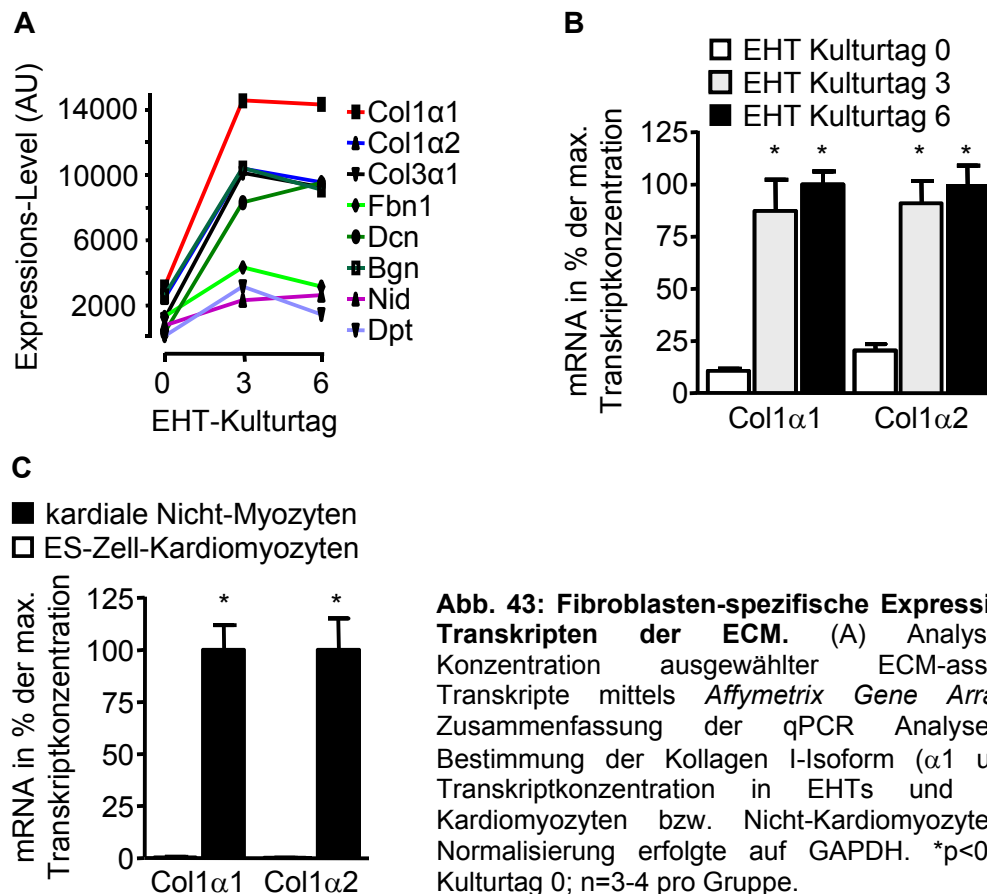 A
Expressions-Level (AU)
14000
10000
6000
2000
0 3 6
EHT-Kulturtag
Col1α1
Col1α2
Col3α1
Fbn1
Dcn
Bgn
Nid
Dpt
B
EHT Kulturtag 0
EHT Kulturtag 3
EHT Kulturtag 6
mRNA in % der max.
Transkriptkonzentration
125
100
75
50
25
0
* * * *
Col1α1 Col1α2
C
kardiale Nicht-Myozyten
ES-Zell-Kardiomyozyten
mRNA in % der max.
Transkriptkonzentration
125
100
75
50
25
0
* *
Col1α1 Col1α2
Abb. 43: Fibroblasten-spezifische Expressi
Transkripten der ECM. (A) Analys
Konzentration ausgewählter ECM-ass
Transkripte mittels Affymetrix Gene Arra
Zusammenfassung der qPCR Analyse
Bestimmung der Kollagen I-Isoform (α1 u
Transkriptkonzentration in EHTs und
Kardiomyozyten bzw. Nicht-Kardiomyozyte
Normalisierung erfolgte auf GAPDH. *p<0
Kulturtag 0; n=3-4 pro Gruppe.